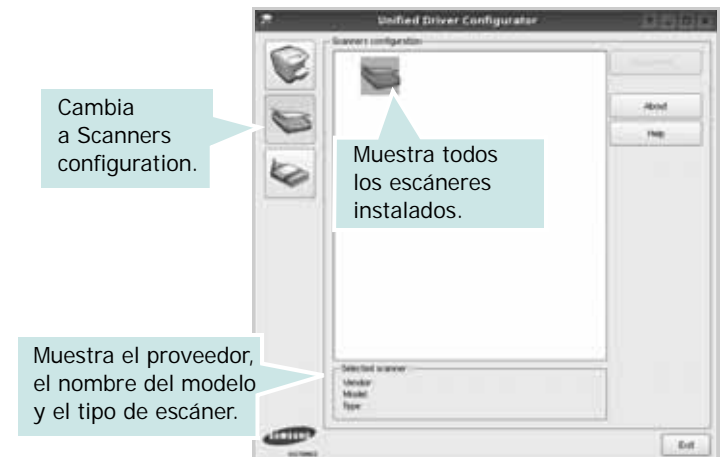 Unified Driver Configurator
Scanners configuration
About
Help
Cambia
a Scanners
configuration.
Muestra todos
los escáneres
instalados.
Muestra el proveedor,
el nombre del modelo
y el tipo de escáner.
Selected scanner
Vendor
Model
Type
SAMSUNG
Exit